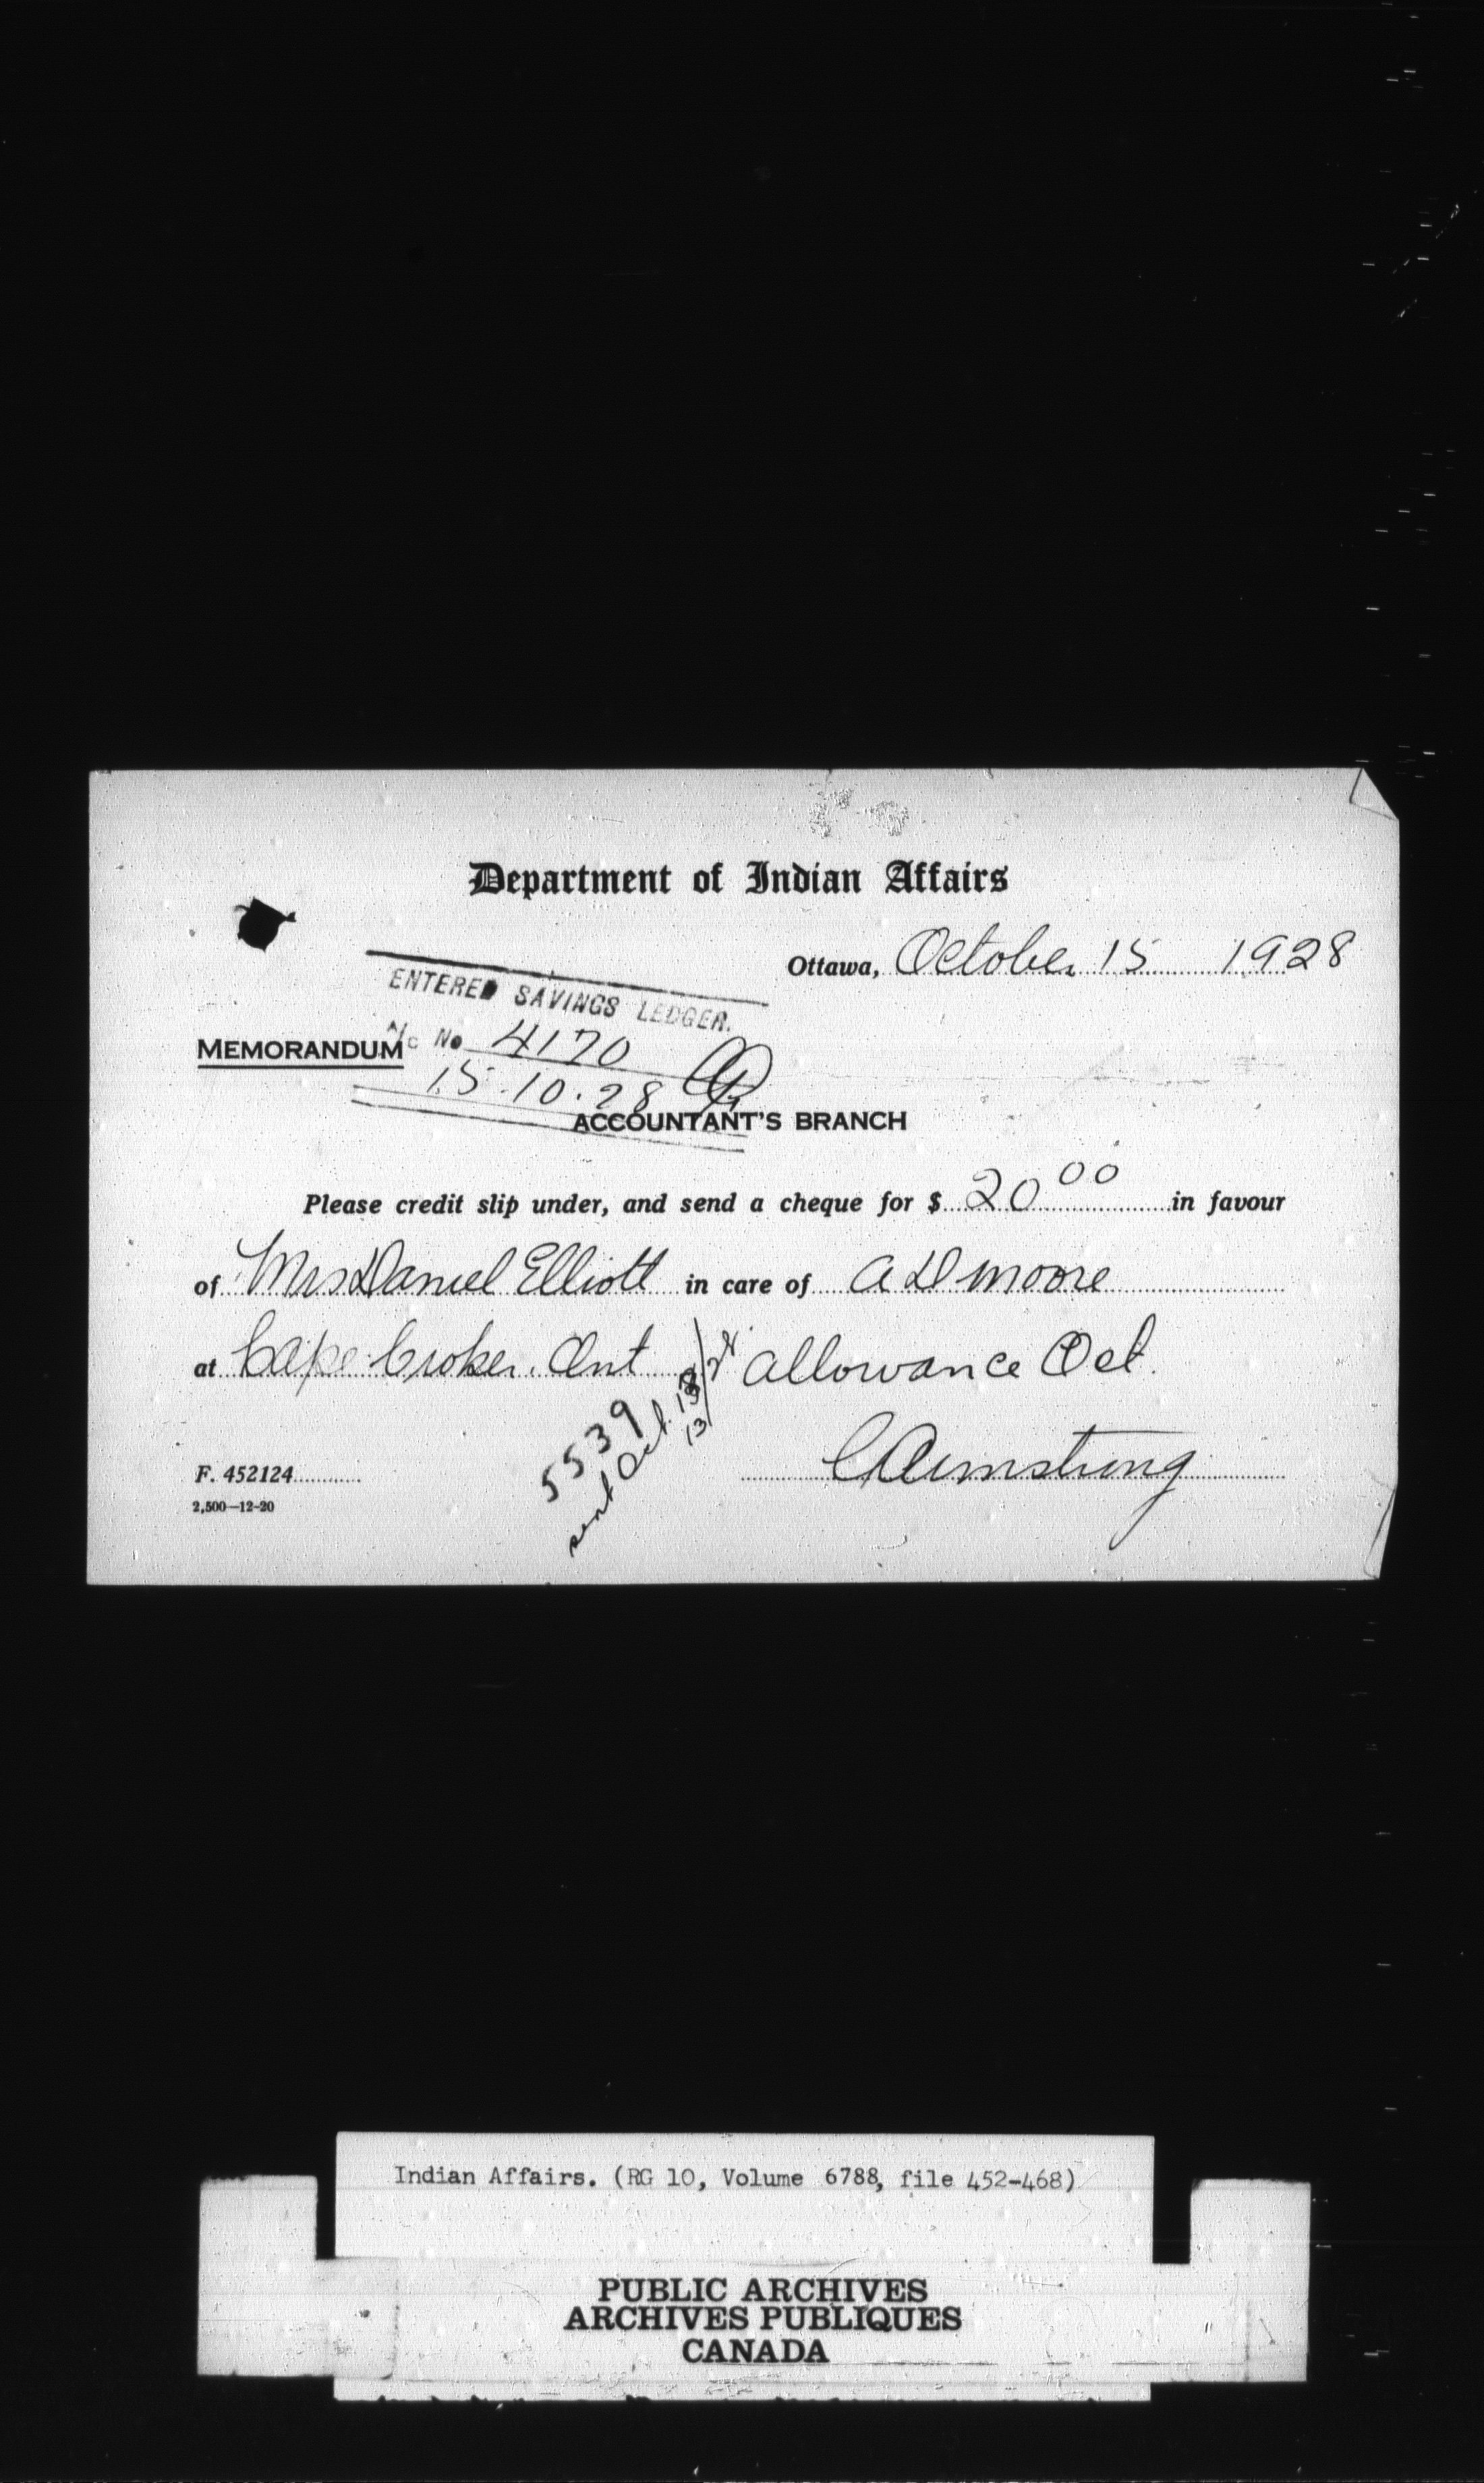 Department of Indian Affairs
Ottawa, October 15 1928
ENTERED SAVINGS LEDGER.
A/c No 4170
MEMORANDUM
15.10.28
ACCOUNTANT'S BRANCH
Please credit slip under, and send a cheque for $ 20 00 in favour
of Mrs Daniel Elliott in care of A D Moore
at Cape Croker. Ont allowance Oct.
5539
sent Oct.
C Armstrong
F. 452124
2,500—12-20
Indian Affairs. (RG 10, Volume 6788, file 452-468)
PUBLIC ARCHIVES
ARCHIVES PUBLIQUES
CANADA